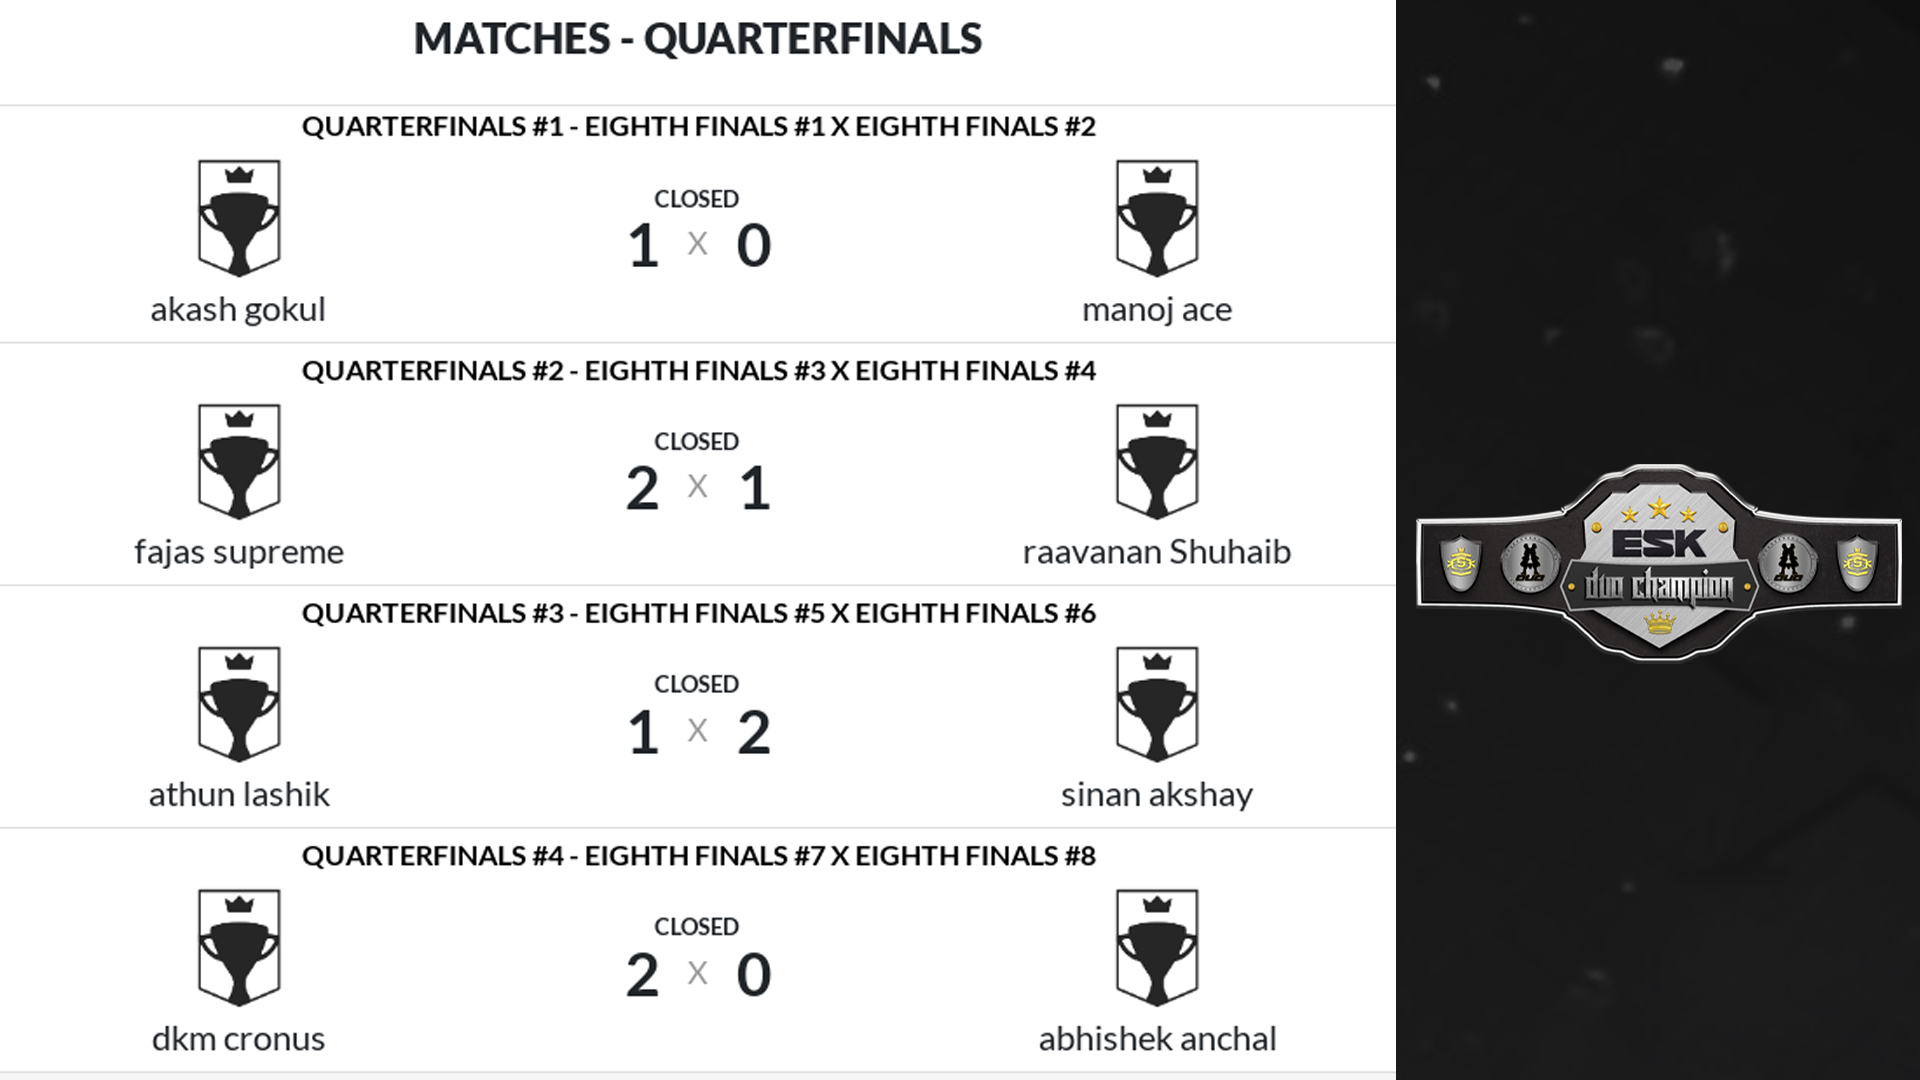 MATCHES - QUARTERFINALS
QUARTERFINALS #1 - EIGHTH FINALS #1 X EIGHTH FINALS #2
CLOSED
1 X 0
akash gokul
manoj ace
QUARTERFINALS #2 - EIGHTH FINALS #3 X EIGHTH FINALS #4
CLOSED
2 X 1
fajas supreme
raavanan Shuhaib
QUARTERFINALS #3 - EIGHTH FINALS #5 X EIGHTH FINALS #6
CLOSED
1 X 2
athun lashik
sinan akshay
QUARTERFINALS #4 - EIGHTH FINALS #7 X EIGHTH FINALS #8
CLOSED
2 X 0
dkm cronus
abhishek anchal
ESK
duo champion
S
DUO
DUO
S